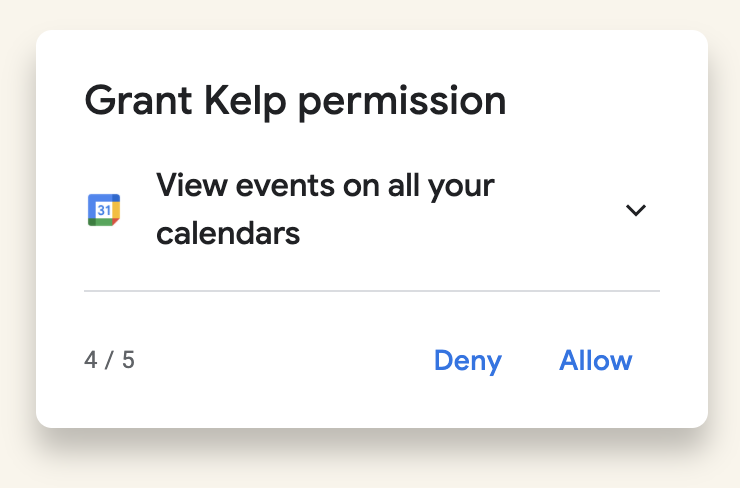 Grant Kelp permission
View events on all your
calendars
31
4 / 5
Deny
Allow